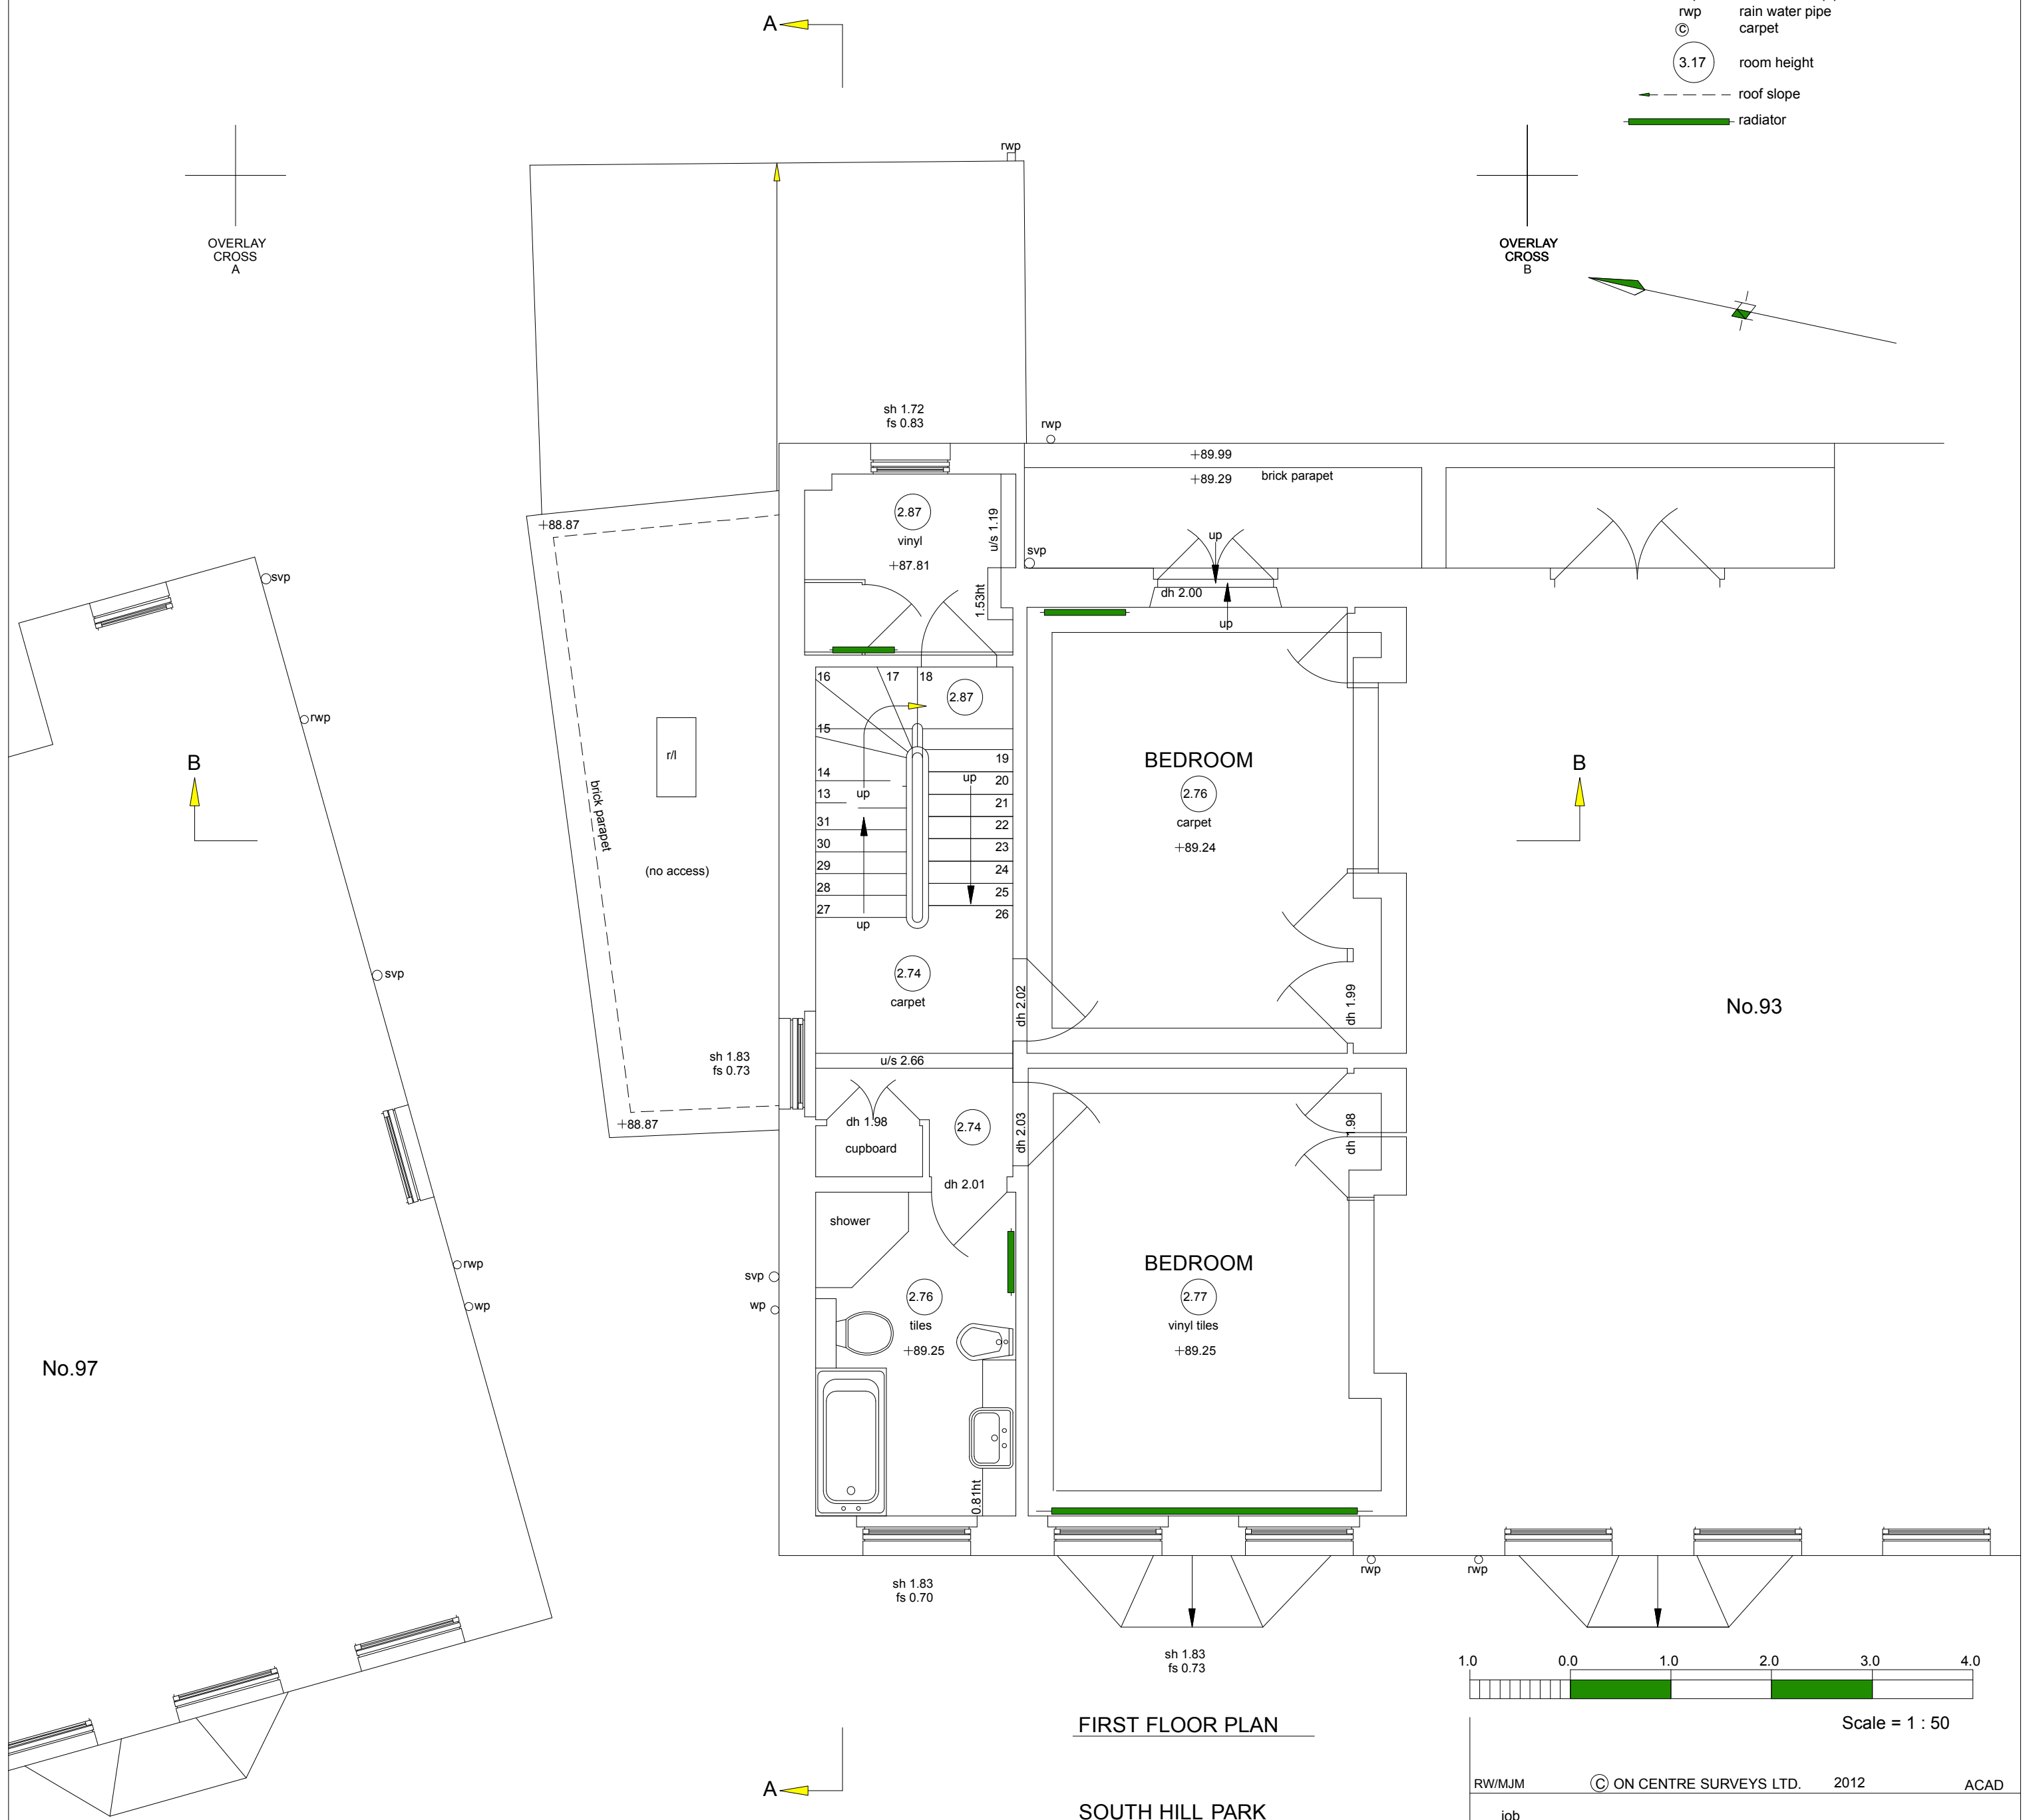 A
rwp rain water pipe
C carpet
3.17 room height
roof slope
radiator
rwp
OVERLAY
CROSS
A
OVERLAY
CROSS
B
sh 1.72
fs 0.83
rwp
+89.99
+89.29
brick parapet
+88.87
2.87
vinyl
+87.81
u/s 1.19
1.53ht
svp
up
dh 2.00
up
svp
rwp
16
17
18
2.87
15
14
13
up
31
30
29
28
27
up
up
19
20
21
22
23
24
25
26
r/l
brick parapet
(no access)
B
B
BEDROOM
2.76
carpet
+89.24
svp
2.74
carpet
dh 2.02
dh 1.99
No.93
sh 1.83
fs 0.73
u/s 2.66
+88.87
dh 1.98
cupboard
2.74
dh 2.03
dh 1.98
dh 2.01
shower
svp
wp
rwp
wp
2.76
tiles
+89.25
BEDROOM
2.77
vinyl tiles
+89.25
No.97
0.81ht
sh 1.83
fs 0.70
rwp
rwp
sh 1.83
fs 0.73
1.0 0.0 1.0 2.0 3.0 4.0
Scale = 1 : 50
FIRST FLOOR PLAN
RW/MJM © ON CENTRE SURVEYS LTD. 2012 ACAD
A
SOUTH HILL PARK
job